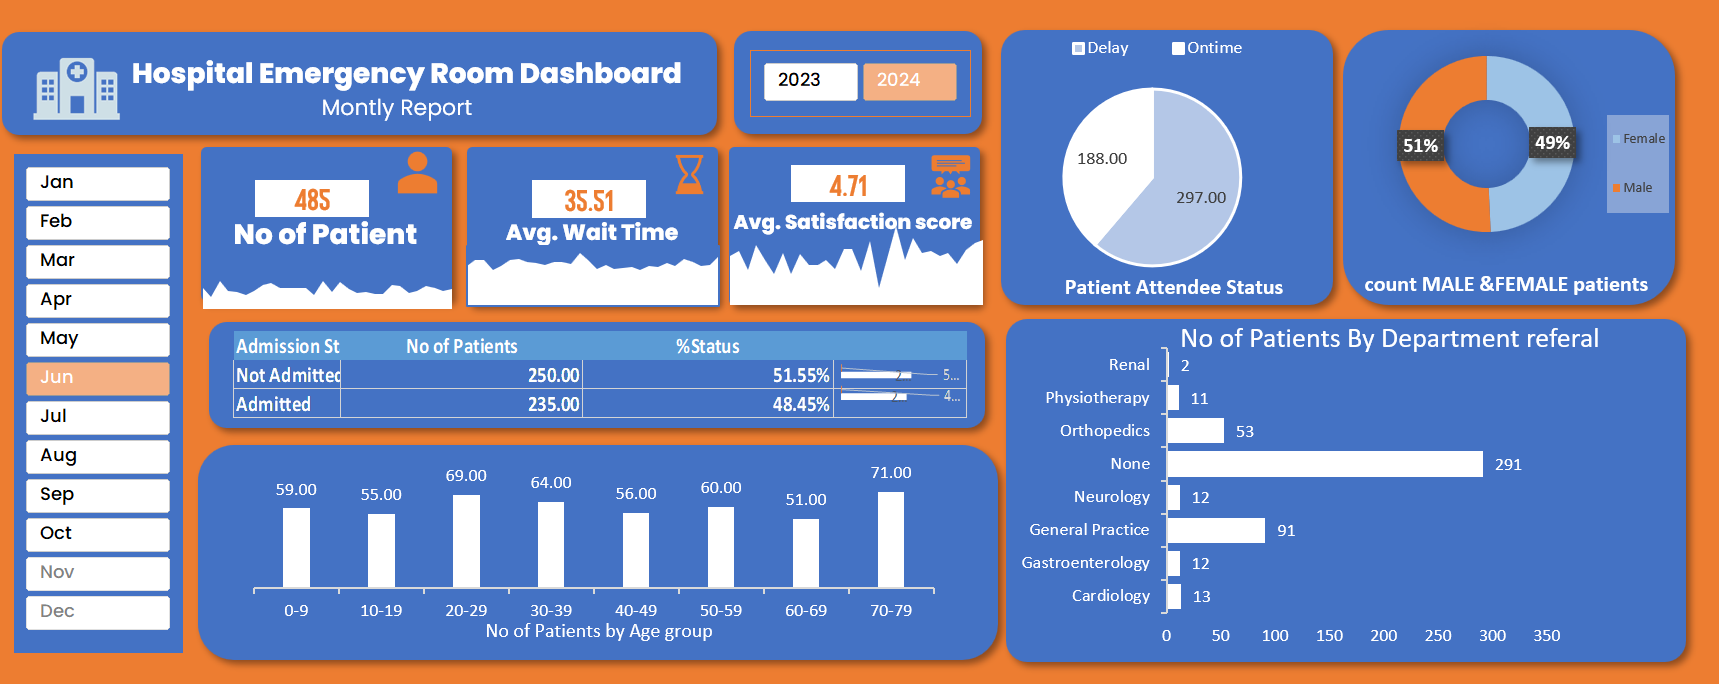 Hospital Emergency Room Dashboard
Montly Report
2023
2024
Jan
Feb
Mar
Apr
May
Jun
Jul
Aug
Sep
Oct
Nov
Dec
485
No of Patient
35.51
Avg. Wait Time
4.71
Avg. Satisfaction score
Delay Ontime
188.00
297.00
Patient Attendee Status
51%
49%
Female
Male
count MALE &FEMALE patients
Admission St No of Patients %Status
Not Admitted 250.00 51.55% 2 5...
Admitted 235.00 48.45% 2 4...
59.00 55.00 69.00 64.00 56.00 60.00 51.00 71.00
0-9 10-19 20-29 30-39 40-49 50-59 60-69 70-79
No of Patients by Age group
No of Patients By Department referal
Renal 2
Physiotherapy 11
Orthopedics 53
None 291
Neurology 12
General Practice 91
Gastroenterology 12
Cardiology 13
0 50 100 150 200 250 300 350